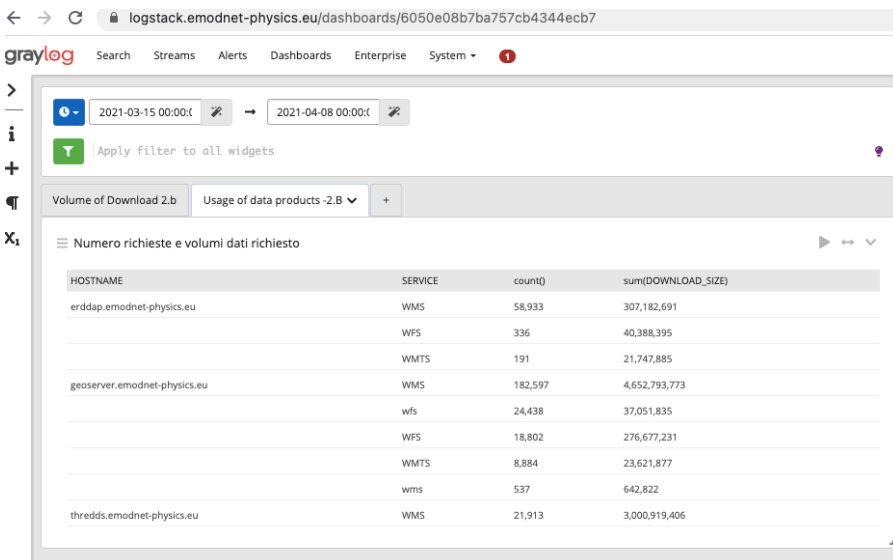 logstack.emodnet-physics.eu/dashboards/6050e08b7ba757cb4344ecb7
graylog Search Streams Alerts Dashboards Enterprise System 1
2021-03-15 00:00:( → 2021-04-08 00:00:(
Apply filter to all widgets
Volume of Download 2.b Usage of data products -2.B +
Numero richieste e volumi dati richiesto
HOSTNAME SERVICE count() sum(DOWNLOAD_SIZE)
erddap.emodnet-physics.eu WMS 58,933 307,182,691
WFS 336 40,388,395
WMTS 191 21,747,885
geoserver.emodnet-physics.eu WMS 182,597 4,652,793,773
wfs 24,438 37,051,835
WFS 18,802 276,677,231
WMTS 8,884 23,621,877
wms 537 642,822
thredds.emodnet-physics.eu WMS 21,913 3,000,919,406